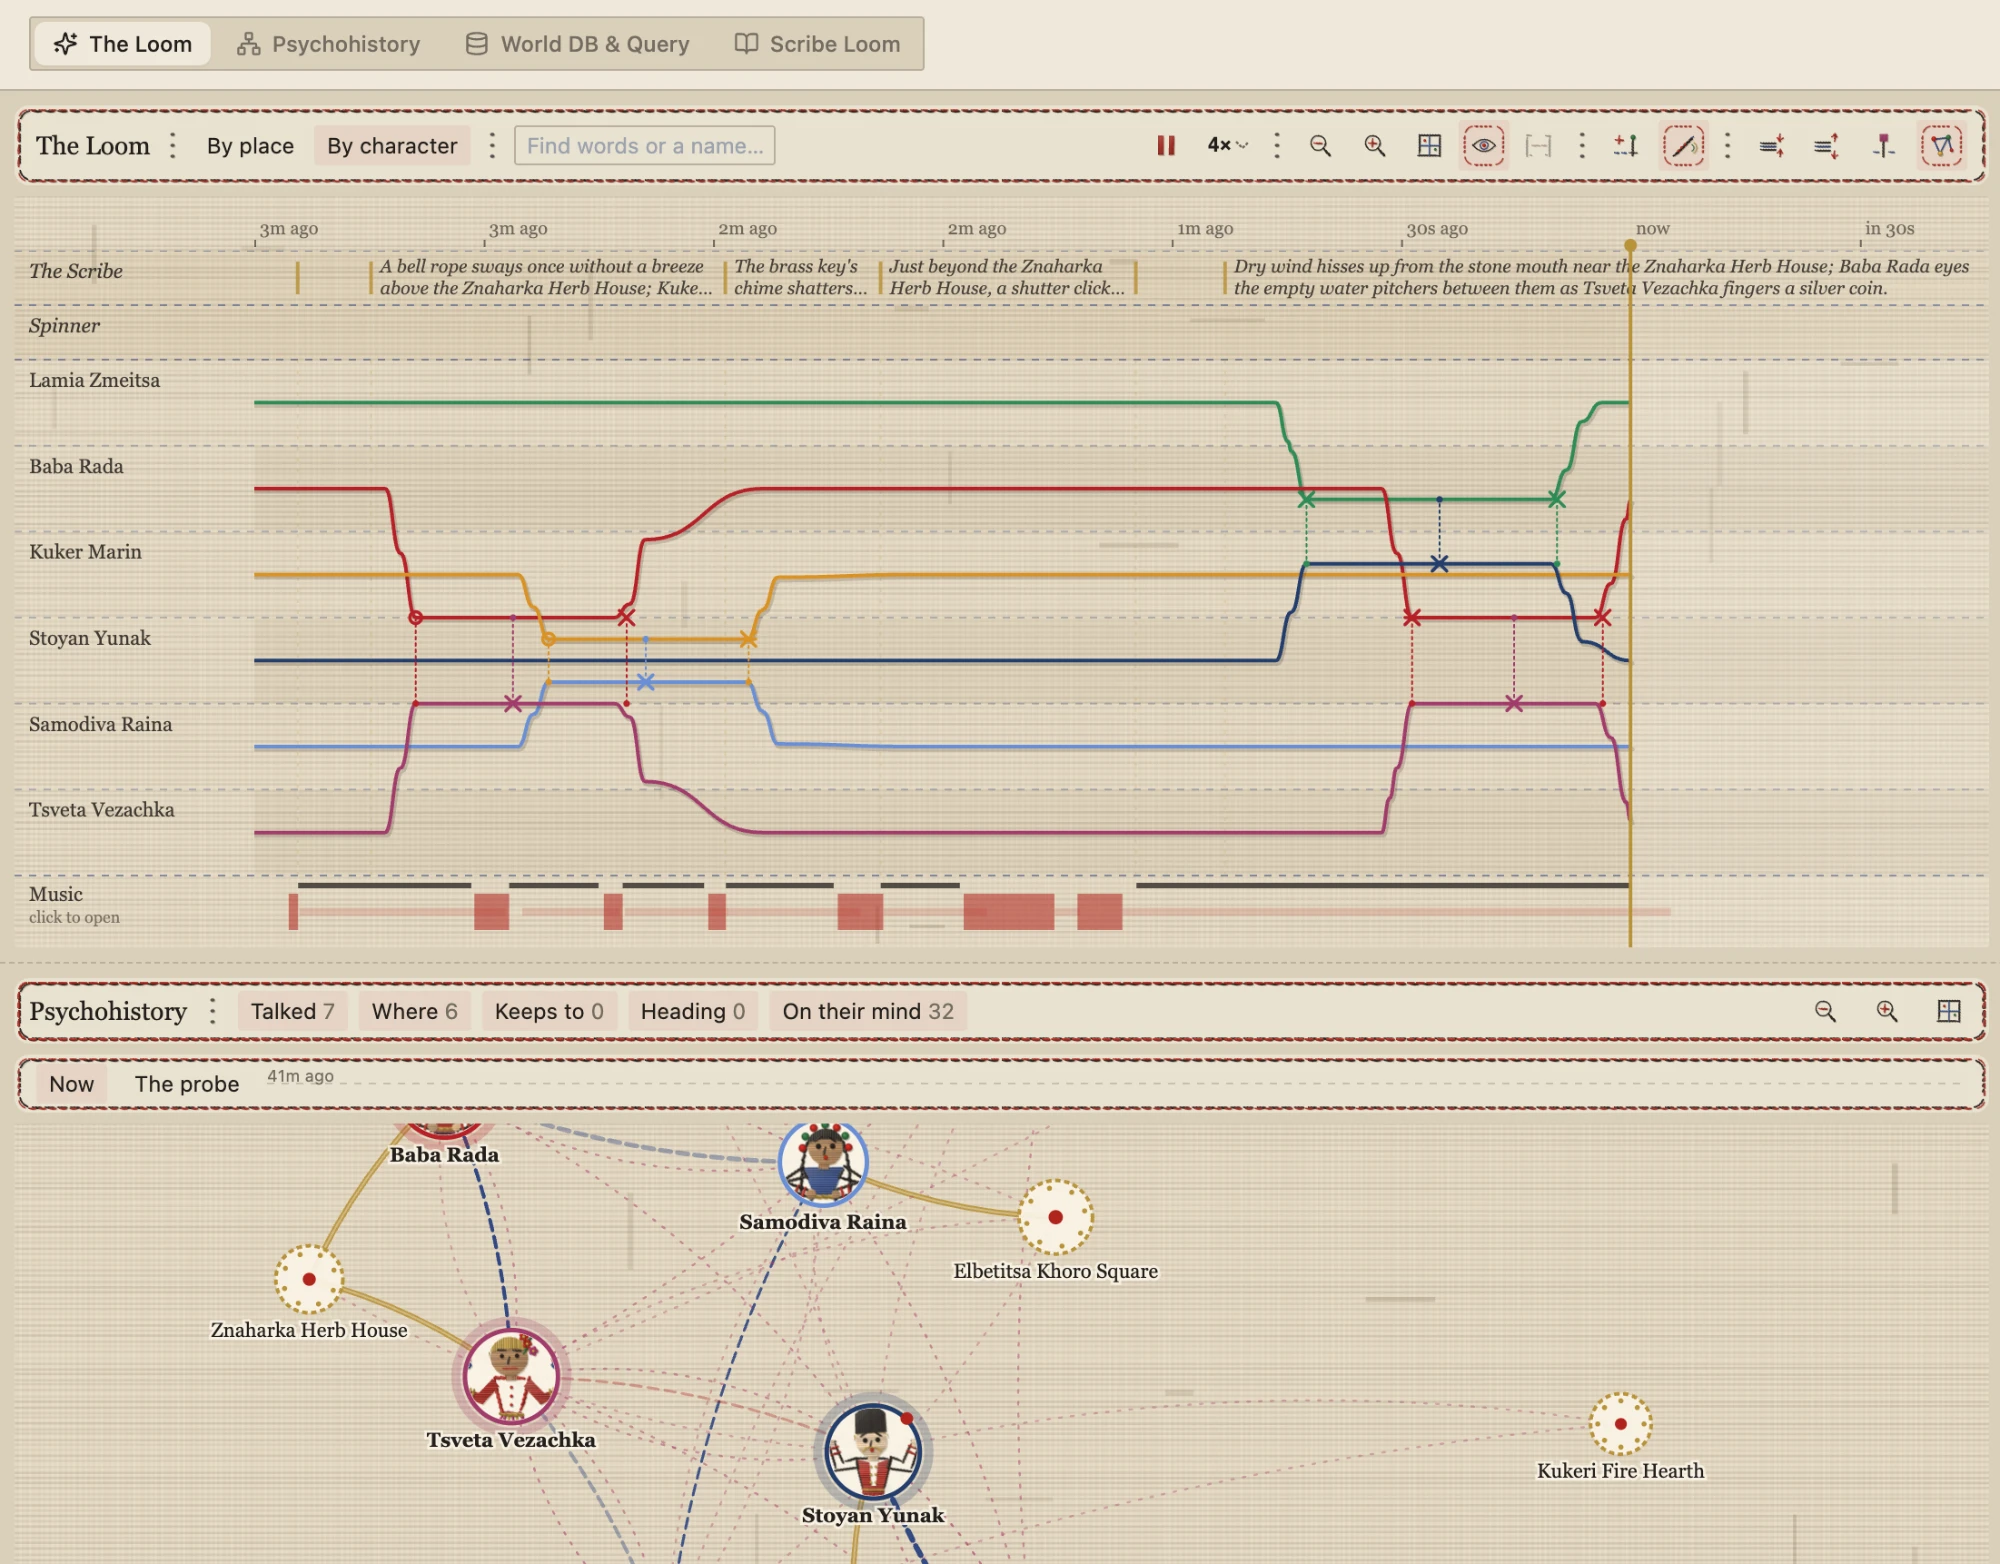 The Loom
Psychohistory
World DB & Query
Scribe Loom
The Loom
By place
By character
Find words or a name...
4×
3m ago
3m ago
2m ago
2m ago
1m ago
30s ago
now
in 30s
The Scribe
A bell rope sways once without a breeze
above the Znaharka Herb House; Kuke...
The brass key's
chime shatters...
Just beyond the Znaharka
Herb House, a shutter click...
Dry wind hisses up from the stone mouth near the Znaharka Herb House; Baba Rada eyes
the empty water pitchers between them as Tsveta Vezachka fingers a silver coin.
Spinner
Lamia Zmeitsa
Baba Rada
Kuker Marin
Stoyan Yunak
Samodiva Raina
Tsveta Vezachka
Music
click to open
Psychohistory
Talked 7
Where 6
Keeps to 0
Heading 0
On their mind 32
Now
The probe
41m ago
Baba Rada
Samodiva Raina
Elbetitsa Khoro Square
Znaharka Herb House
Tsveta Vezachka
Kukeri Fire Hearth
Stoyan Yunak